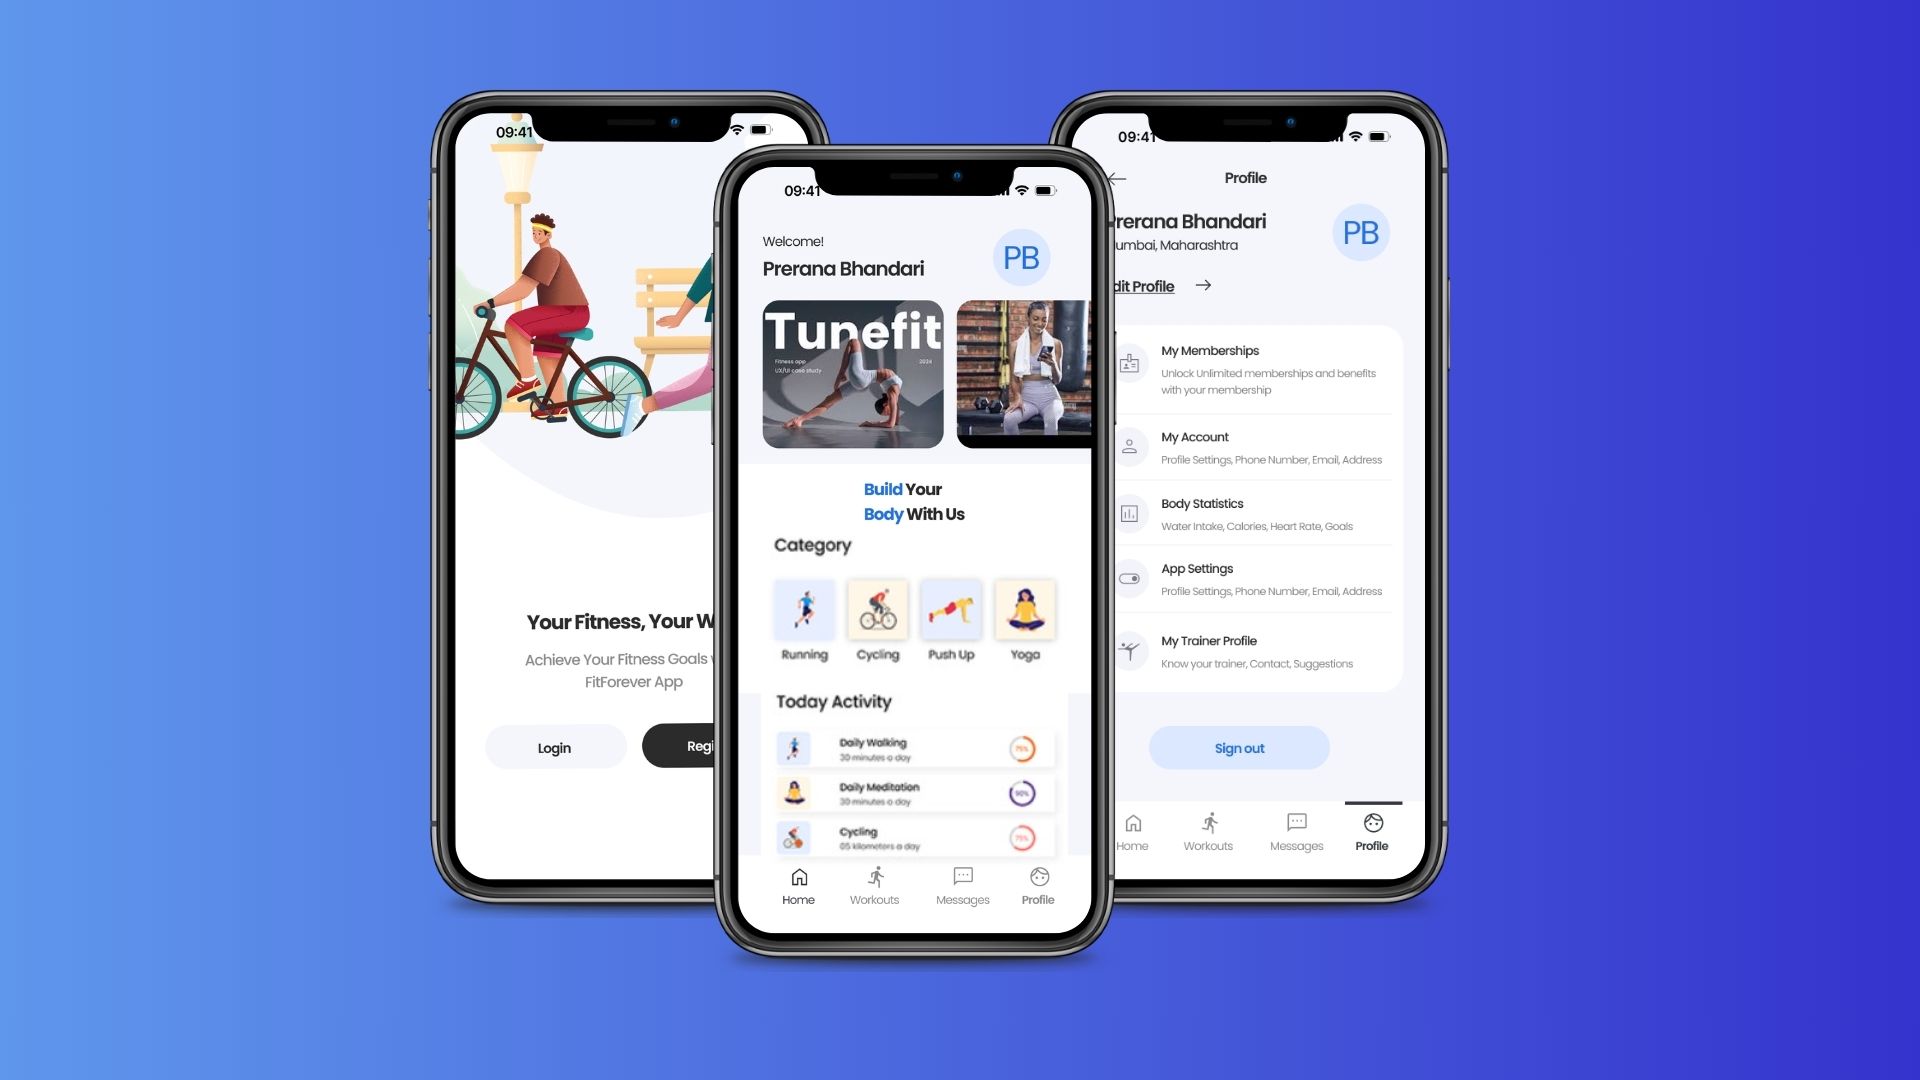 09:41
Your Fitness, Your W
Achieve Your Fitness Goals
FitForever App
Login
Regi
09:41
Welcome!
Prerana Bhandari
PB
Tunefit
Fitness app
UX/UI case study
2024
Build Your
Body With Us
Category
Running
Cycling
Push Up
Yoga
Today Activity
Daily Walking
30 minutes a day
75%
Daily Meditation
30 minutes a day
90%
Cycling
05 kilometers a day
75%
Home
Workouts
Messages
Profile
09:41
Profile
Prerana Bhandari
PB
umbai, Maharashtra
dit Profile
My Memberships
Unlock Unlimited memberships and benefits
with your membership
My Account
Profile Settings, Phone Number, Email, Address
Body Statistics
Water Intake, Calories, Heart Rate, Goals
App Settings
Profile Settings, Phone Number, Email, Address
My Trainer Profile
Know your trainer, Contact, Suggestions
Sign out
Home
Workouts
Messages
Profile